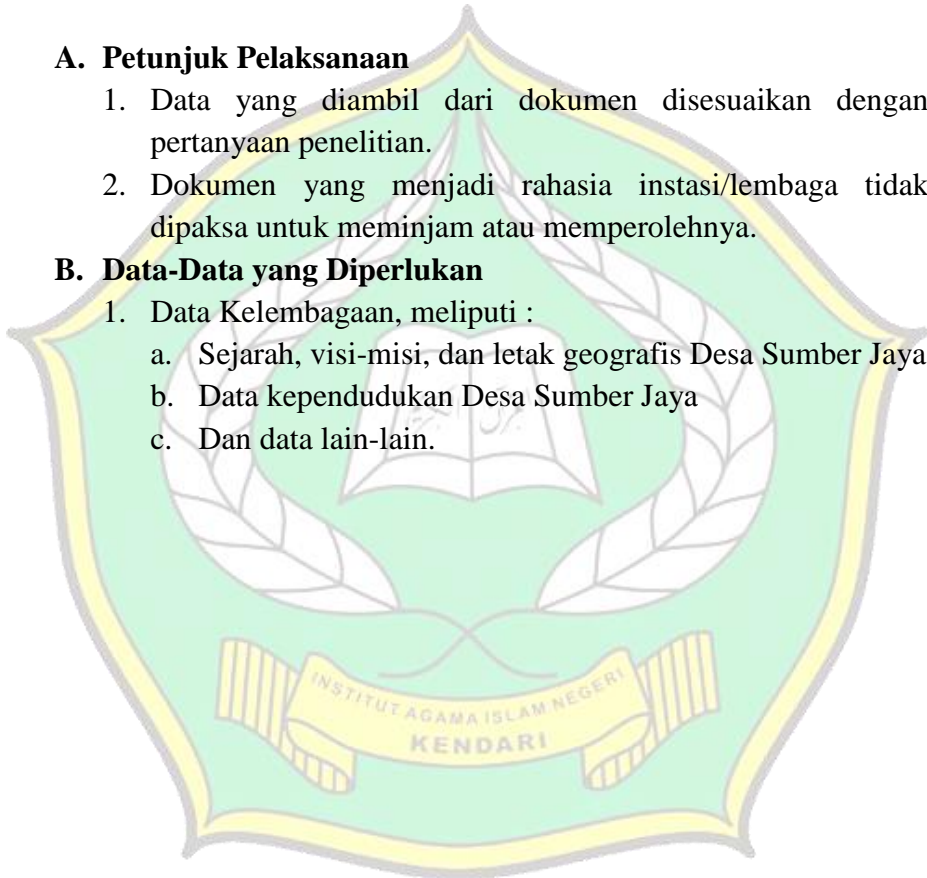 A. Petunjuk Pelaksanaan
1. Data yang diambil dari dokumen disesuaikan dengan
pertanyaan penelitian.
2. Dokumen yang menjadi rahasia instasi/lembaga tidak
dipaksa untuk meminjam atau memperolehnya.
B. Data-Data yang Diperlukan
1. Data Kelembagaan, meliputi :
a. Sejarah, visi-misi, dan letak geografis Desa Sumber Jaya
b. Data kependudukan Desa Sumber Jaya
c. Dan data lain-lain.
INSTITUT AGAMA ISLAM NEGERI
KENDARI